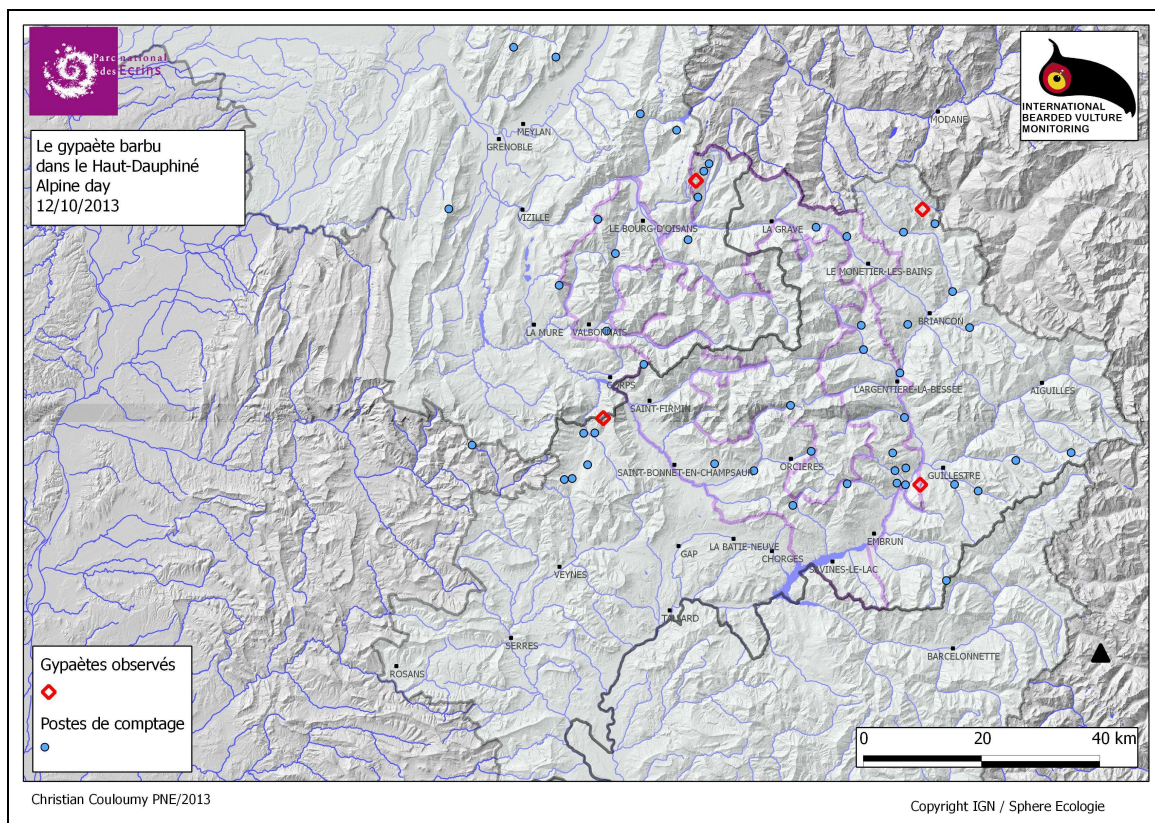 Parc national
des Ecrins
INTERNATIONAL
BEARDED VULTURE
MONITORING
Le gypaète barbu
dans le Haut-Dauphiné
Alpine day
12/10/2013
MODANE
MEYLAN
GRENOBLE
VIZILLE
LE BOURG-D'OISANS
LA GRAVE
LE MONETIER-LES-BAINS
LA MURE
VALBONNAIS
BRIANCON
CORPS
L'ARGENTIERE-LA-BESSEE
AIGUILLES
SAINT-FIRMIN
SAINT-BONNET-EN-CHAMPSAUR
ORCIERES
GUILLESTRE
EMBRUN
LA BATIE-NEUVE
GAP
CHORGES
SAVINES-LE-LAC
VEYNES
TALLARD
SERRES
BARCELONNETTE
ROSANS
Gypaètes observés
Postes de comptage
0 20 40 km
Christian Couloumy PNE/2013
Copyright IGN / Sphere Ecologie